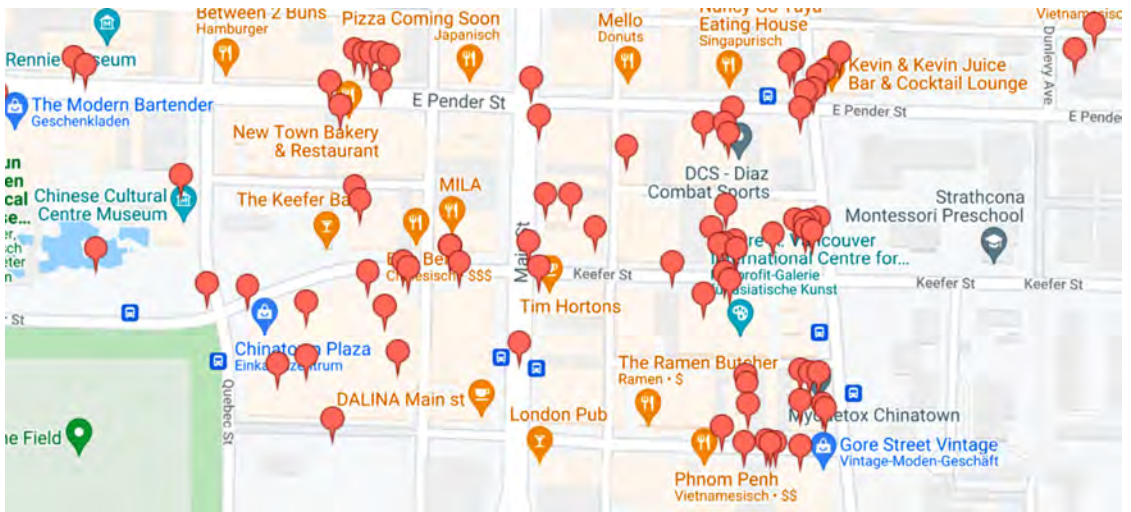 Between 2 Buns
Hamburger
Pizza Coming Soon
Japanisch
Mello
Donuts
Eating House
Singapurisch
Vietnamesisch
Dunlevy Ave
Rennie
The Modern Bartender
Geschenkladen
E Pender St
Kevin & Kevin Juice
Bar & Cocktail Lounge
E Pender St
E Pende
New Town Bakery
& Restaurant
DCS - Diaz
Combat Sports
Chinese Cultural
Centre Museum
The Keefer
MILA
Strathcona
Montessori Preschool
Vancouver
International Centre for...
asiatische Kunst
Main St
Keefer St
Keefer St
Keefer St
Tim Hortons
er St
Chinatown Plaza
Quebec St
The Ramen Butcher
Ramen • $
DALINA Main st
London Pub
Chinatown
e Field
Gore Street Vintage
Vintage-Moden-Geschäft
Phnom Penh
Vietnamesisch • $$